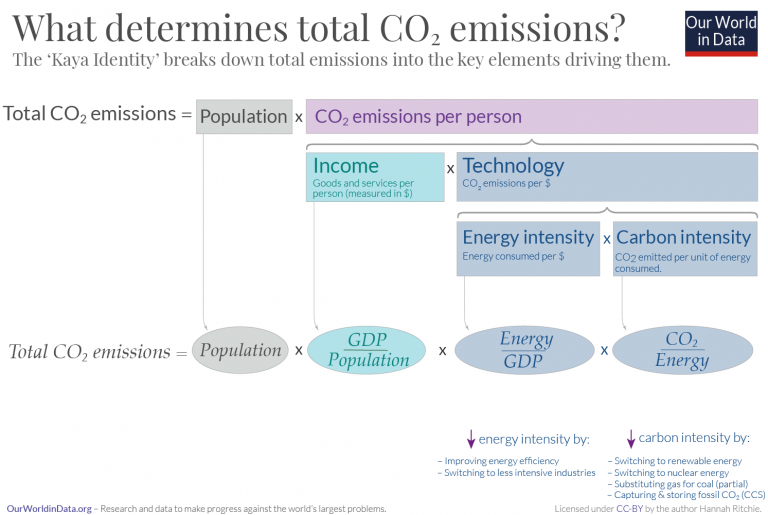 What determines total CO₂ emissions?
The ‘Kaya Identity’ breaks down total emissions into the key elements driving them.
Our World
in Data
Total CO₂ emissions = Population x CO₂ emissions per person
Income x Technology
Goods and services per
person (measured in $)
CO₂ emissions per $
Energy intensity x Carbon intensity
Energy consumed per $
CO2 emitted per unit of energy
consumed.
Total CO₂ emissions = Population x GDP / Population x Energy / GDP x CO₂ / Energy
↓ energy intensity by:
– Improving energy efficiency
– Switching to less intensive industries
↓ carbon intensity by:
– Switching to renewable energy
– Switching to nuclear energy
– Substituting gas for coal (partial)
– Capturing & storing fossil CO₂ (CCS)
OurWorldinData.org – Research and data to make progress against the world’s largest problems.
Licensed under CC-BY by the author Hannah Ritchie.